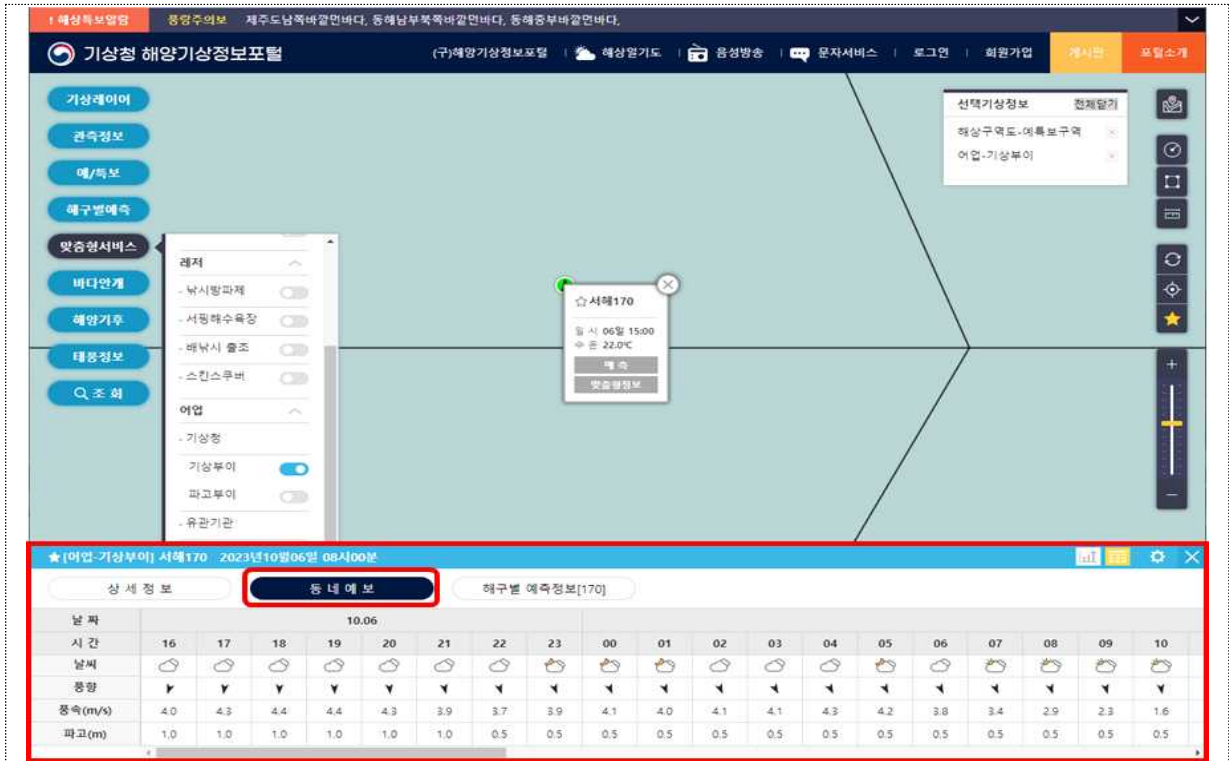 ! 해상특보알람 풍랑주의보 제주도남쪽바깥먼바다, 동해남부북쪽바깥먼바다, 동해중부바깥먼바다,
기상청 해양기상정보포털 (구)해양기상정보포털 해상일기도 음성방송 문자서비스 로그인 회원가입 게시판 포털소개
기상레이어
관측정보
예/특보
해구별예측
맞춤형서비스
바다안개
해양기후
태풍정보
조 회
선택기상정보 전체닫기
해상구역도-예특보구역
어업-기상부이
레저
- 낚시방파제
- 서핑해수욕장
- 배낚시 출조
- 스킨스쿠버
어업
- 기상청
기상부이
파고부이
- 유관기관
☆서해170
일 시 06일 15:00
수 온 22.0℃
예 측
맞춤형정보
★[어업-기상부이] 서해170 2023년10월06일 08시00분
상 세 정 보 동 네 예 보 해구별 예측정보[170]
날 짜 10.06
시 간 16 17 18 19 20 21 22 23 00 01 02 03 04 05 06 07 08 09 10
날씨
풍향
풍속(m/s) 4.0 4.3 4.4 4.4 4.3 3.9 3.7 3.9 4.1 4.0 4.1 4.1 4.3 4.2 3.8 3.4 2.9 2.3 1.6
파고(m) 1.0 1.0 1.0 1.0 1.0 1.0 0.5 0.5 0.5 0.5 0.5 0.5 0.5 0.5 0.5 0.5 0.5 0.5 0.5